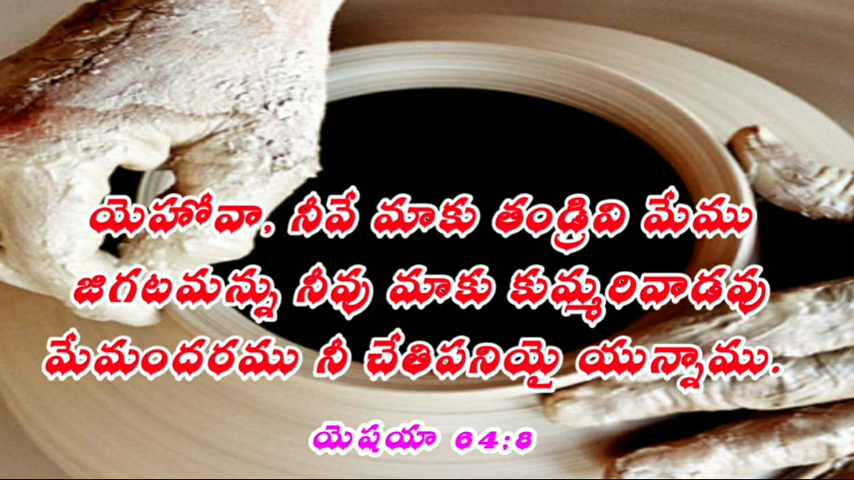 యెహోవా, నీవే మాకు తండ్రివి మేము
జిగటమన్ను నీవు మాకు కుమ్మరివాడవు
మేమందరము నీ చేతిపనియై యున్నాము.
యెషయా 64:8